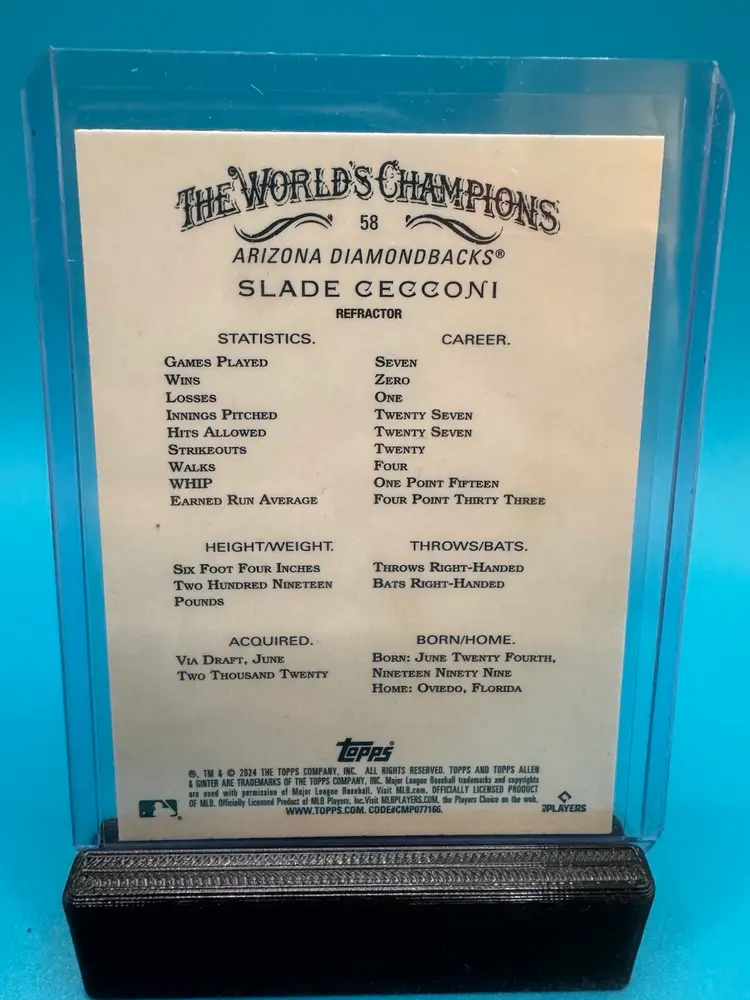 THE WORLD'S CHAMPIONS
58
ARIZONA DIAMONDBACKS®
SLADE CECCONI
REFRACTOR
STATISTICS. CAREER.
GAMES PLAYED SEVEN
WINS ZERO
LOSSES ONE
INNINGS PITCHED TWENTY SEVEN
HITS ALLOWED TWENTY SEVEN
STRIKEOUTS TWENTY
WALKS FOUR
WHIP ONE POINT FIFTEEN
EARNED RUN AVERAGE FOUR POINT THIRTY THREE
HEIGHT/WEIGHT. THROWS/BATS.
SIX FOOT FOUR INCHES THROWS RIGHT-HANDED
TWO HUNDRED NINETEEN BATS RIGHT-HANDED
POUNDS
ACQUIRED. BORN/HOME.
VIA DRAFT, JUNE BORN: JUNE TWENTY FOURTH,
TWO THOUSAND TWENTY NINETEEN NINETY NINE
HOME: OVIEDO, FLORIDA
topps
®, TM & © 2024 THE TOPPS COMPANY, INC. ALL RIGHTS RESERVED. TOPPS AND TOPPS ALLEN
& GINTER ARE TRADEMARKS OF THE TOPPS COMPANY, INC. Major League Baseball trademarks and copyrights
are used with permission of Major League Baseball. Visit MLB.com. OFFICIALLY LICENSED PRODUCT
OF MLB. Officially Licensed Product of MLB Players, Inc. Visit MLBPLAYERS.COM, the Players Choice on the web.
WWW.TOPPS.COM. CODE#CMP077166.
PLAYERS